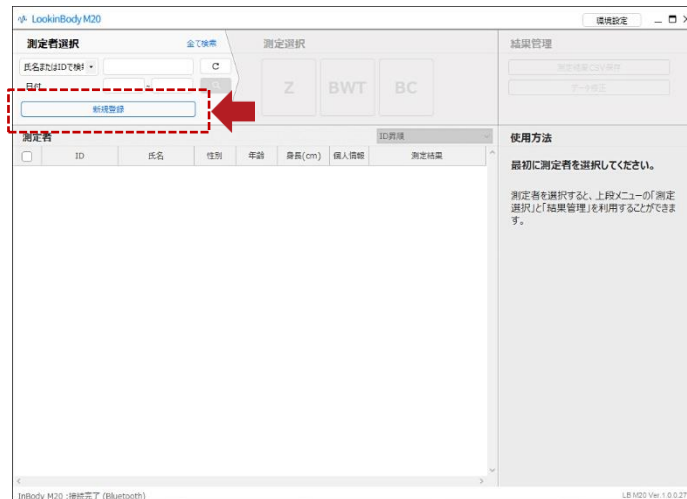 LookinBody M20
環境設定
測定者選択
全て検索
測定選択
結果管理
氏名またはIDで検
C
日付
-
Z
BWT
BC
測定結果CSV保存
データ修正
新規登録
測定者
ID昇順
使用方法
ID 氏名 性別 年齢 身長(cm) 個人情報 測定結果
最初に測定者を選択してください。
測定者を選択すると、上段メニューの「測定
選択」と「結果管理」を利用することができま
す。
InBody M20 :接続完了 (Bluetooth)
LB M20 Ver.1.0.0.27